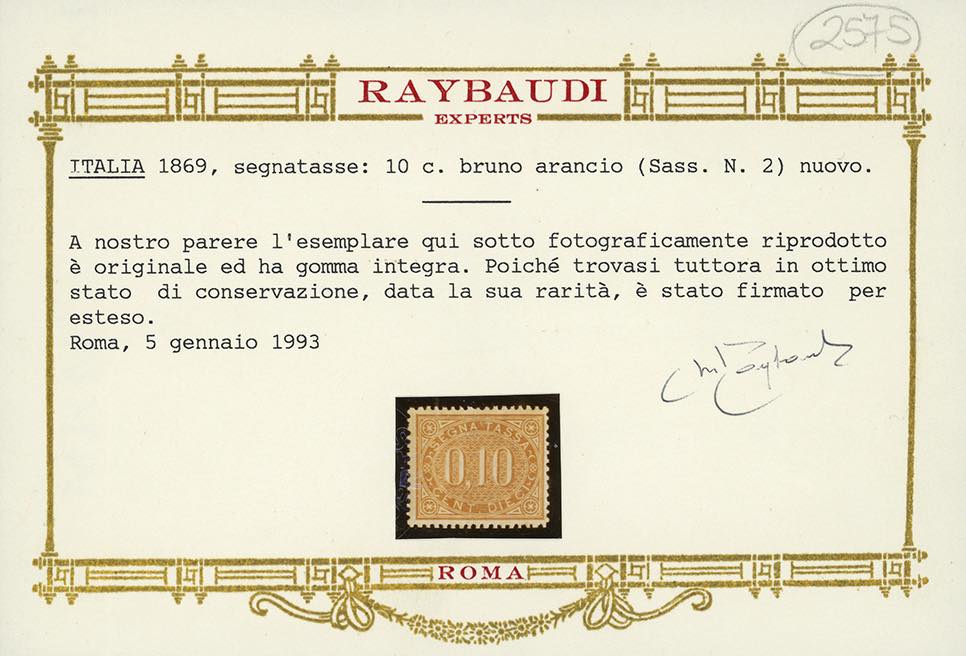 2575
RAYBAUDI
EXPERTS
ITALIA 1869, segnatasse: 10 c. bruno arancio (Sass. N. 2) nuovo.
A nostro parere l'esemplare qui sotto fotograficamente riprodotto
è originale ed ha gomma integra. Poiché trovasi tuttora in ottimo
stato di conservazione, data la sua rarità, è stato firmato per
esteso.
Roma, 5 gennaio 1993
SEGNA TASSA
0,10
CENT. DIECI
ROMA